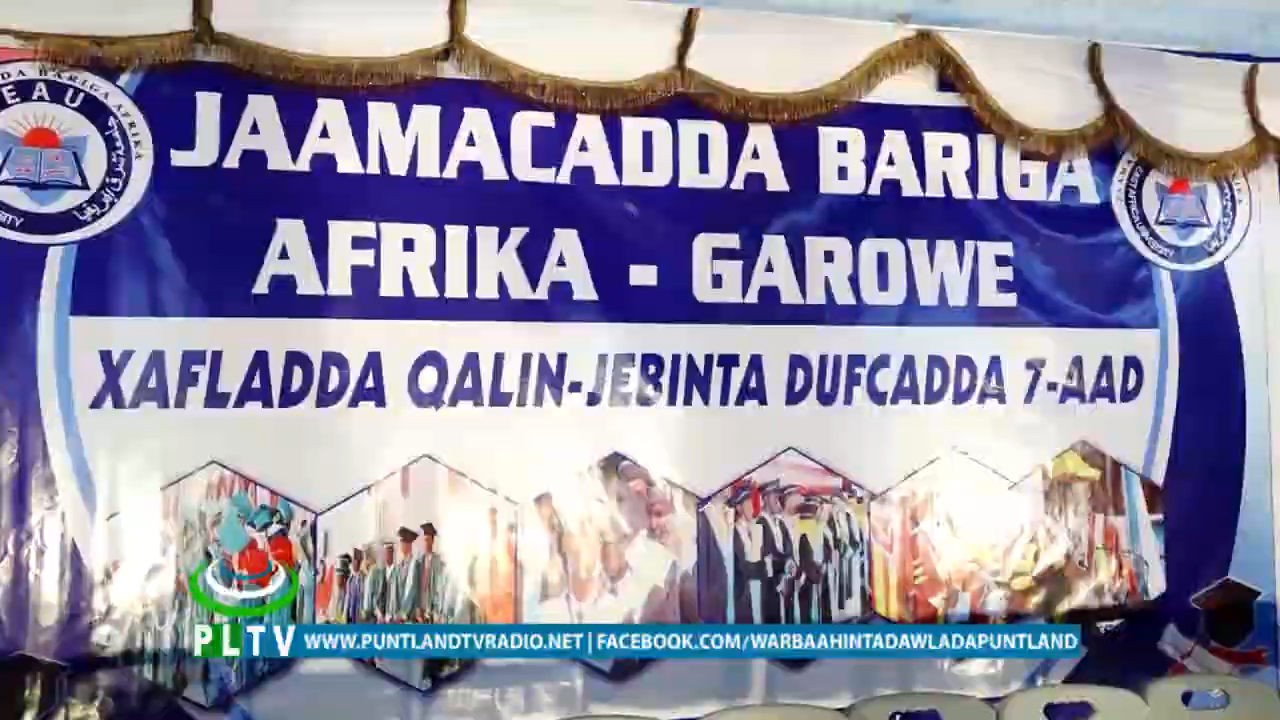 EAU
JAAMACADDA BARIGA
AFRIKA - GAROWE
XAFLADDA QALIN-JEBINTA DUFCADDA 7-AAD
PLTV
WWW.PUNTLANDTVRADIO.NET | FACEBOOK.COM/WARBAAHINTADAWLADAPUNTLAND